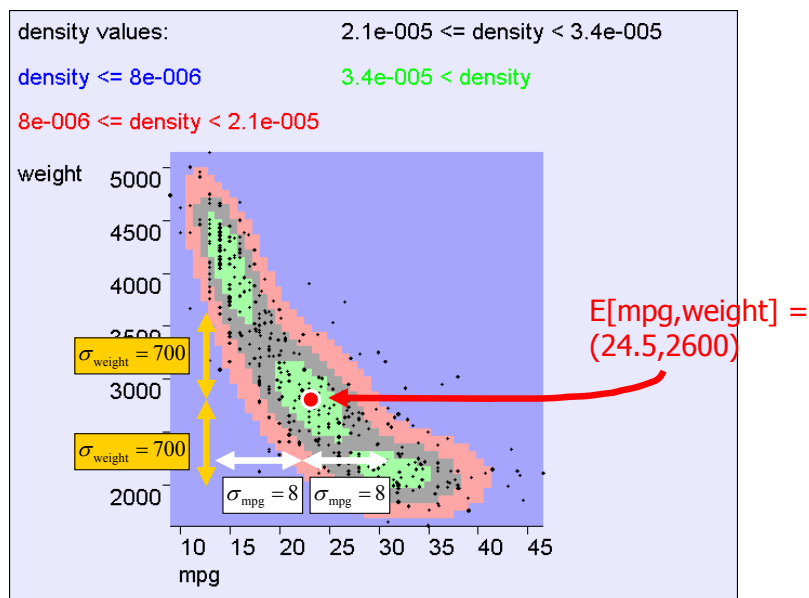 density values:
2.1e-005 <= density < 3.4e-005
density <= 8e-006
3.4e-005 < density
8e-006 <= density < 2.1e-005
weight
5000
4500
4000
3500
3000
2000
σweight = 700
σweight = 700
σmpg = 8
σmpg = 8
E[mpg,weight] =
(24.5,2600)
10 15 20 25 30 35 40 45
mpg